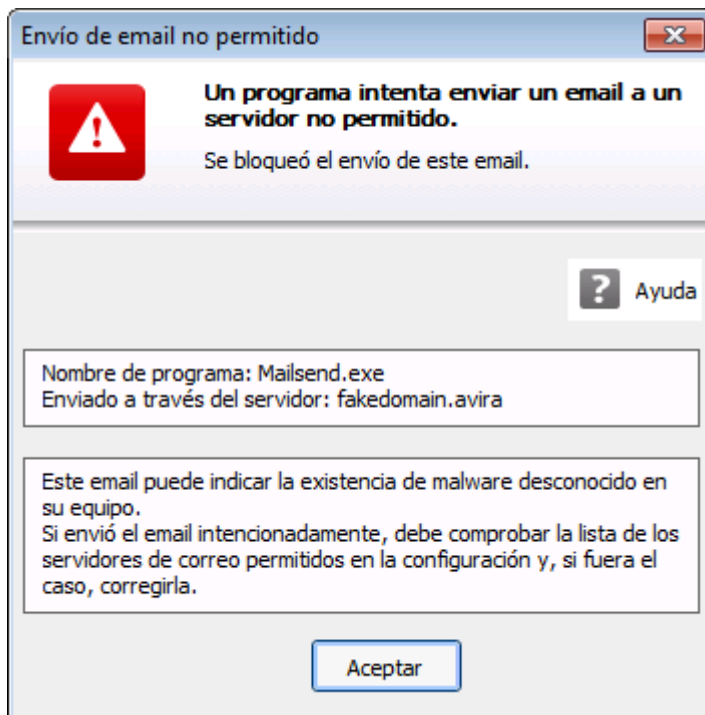 Envío de email no permitido
Un programa intenta enviar un email a un
servidor no permitido.
Se bloqueó el envío de este email.
? Ayuda
Nombre de programa: Mailsend.exe
Enviado a través del servidor: fakedomain.avira
Este email puede indicar la existencia de malware desconocido en
su equipo.
Si envió el email intencionadamente, debe comprobar la lista de los
servidores de correo permitidos en la configuración y, si fuera el
caso, corregirla.
Aceptar